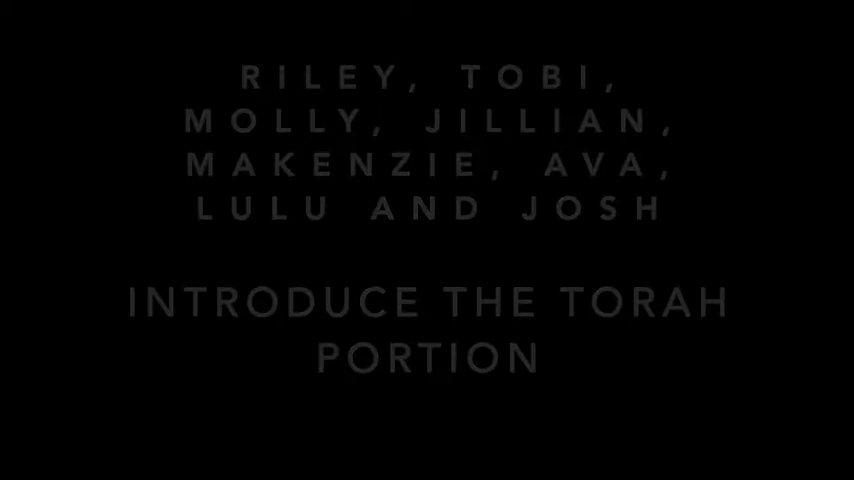 RILEY, TOBI,
MOLLY, JILLIAN,
MAKENZIE, AVA,
LULU AND JOSH
INTRODUCE THE TORAH
PORTION